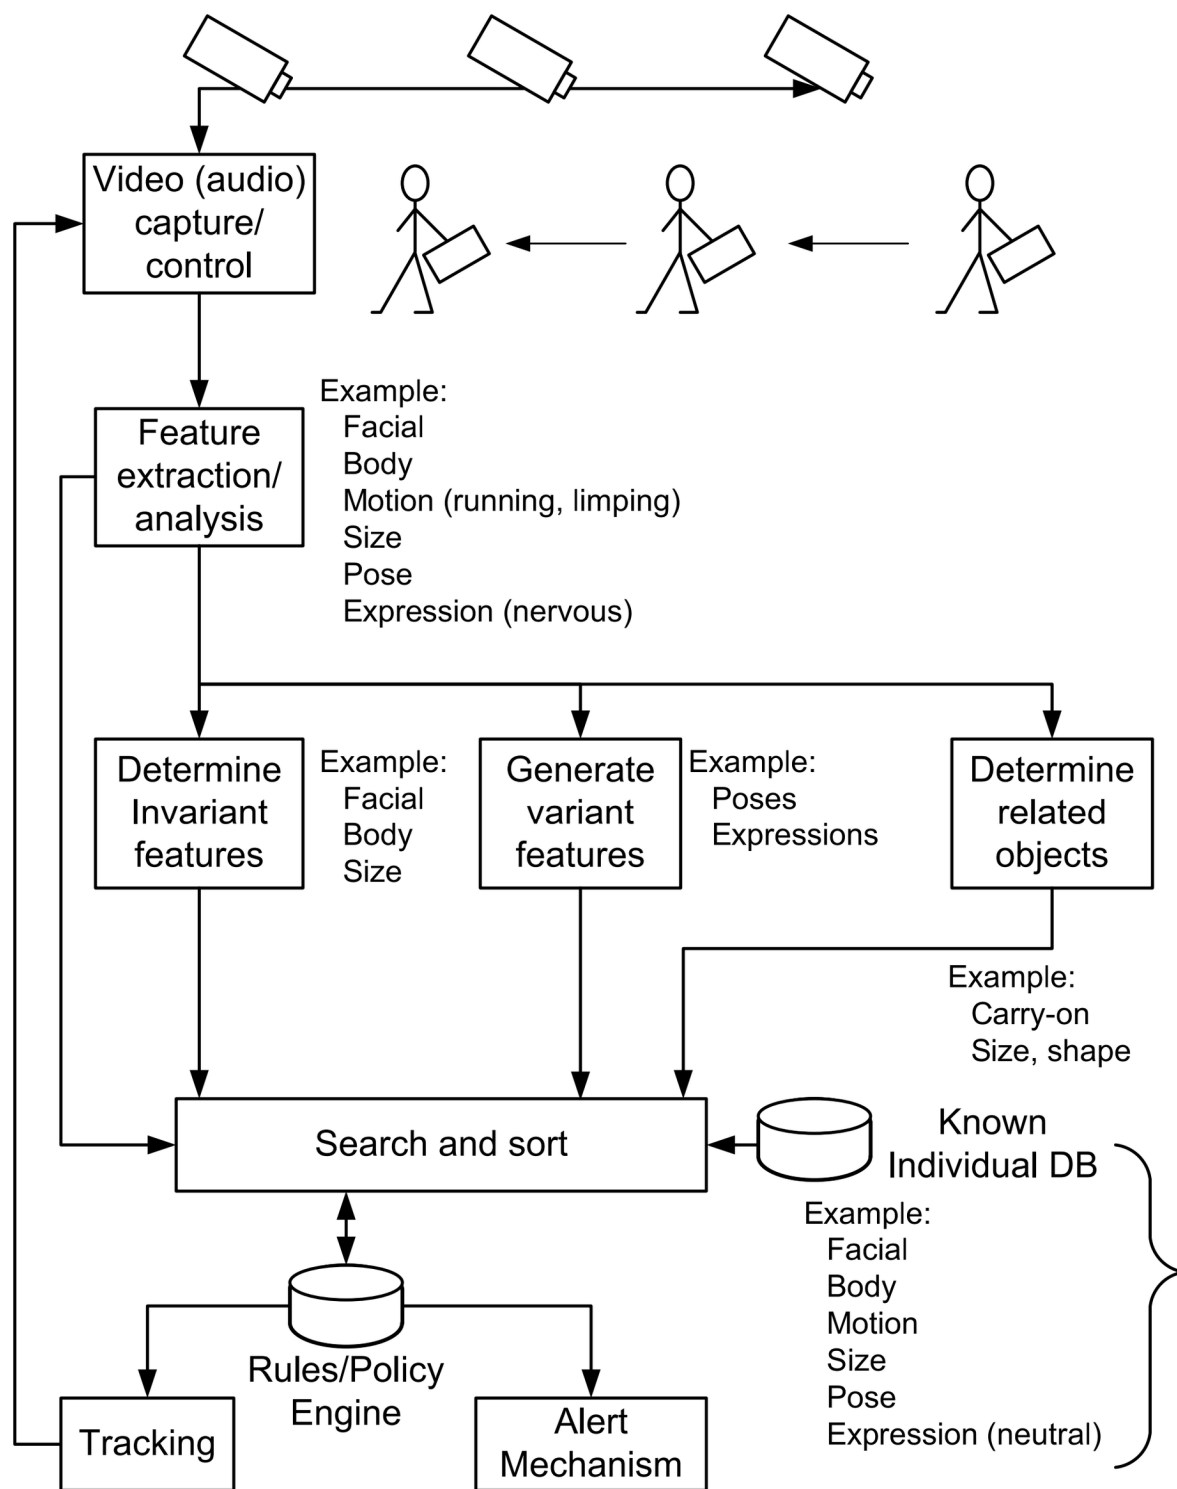 Video (audio)
capture/
control
Example:
Facial
Body
Motion (running, limping)
Size
Pose
Expression (nervous)
Feature
extraction/
analysis
Determine
Invariant
features
Example:
Facial
Body
Size
Generate
variant
features
Example:
Poses
Expressions
Determine
related
objects
Example:
Carry-on
Size, shape
Search and sort
Known
Individual DB
Example:
Facial
Body
Motion
Size
Pose
Expression (neutral)
Rules/Policy
Engine
Tracking
Alert
Mechanism